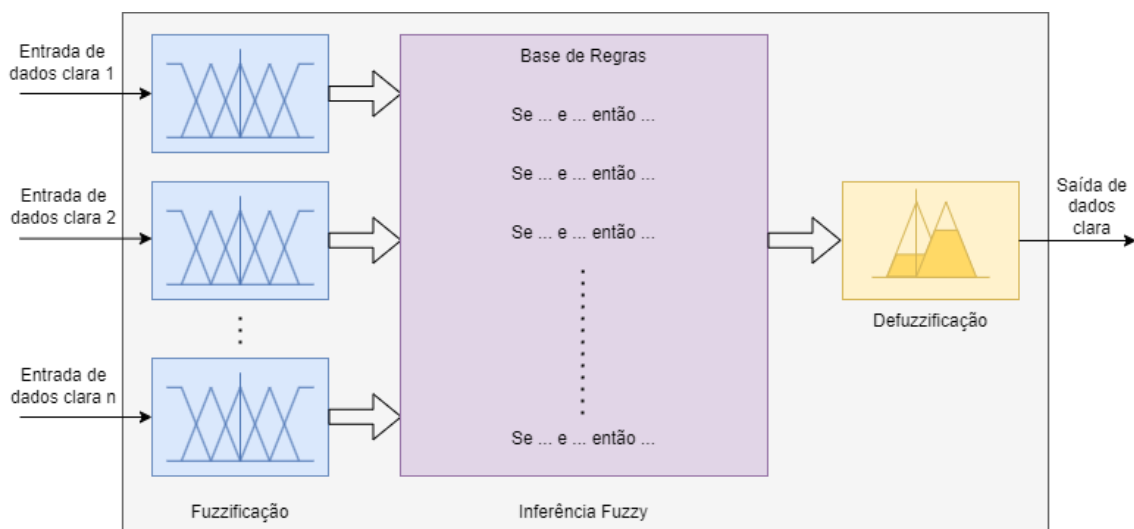 Entrada de
dados clara 1
Entrada de
dados clara 2
Entrada de
dados clara n
Fuzzificação
Base de Regras
Se ... e ... então ...
Se ... e ... então ...
Se ... e ... então ...
Se ... e ... então ...
Inferência Fuzzy
Defuzzificação
Saída de
dados
clara